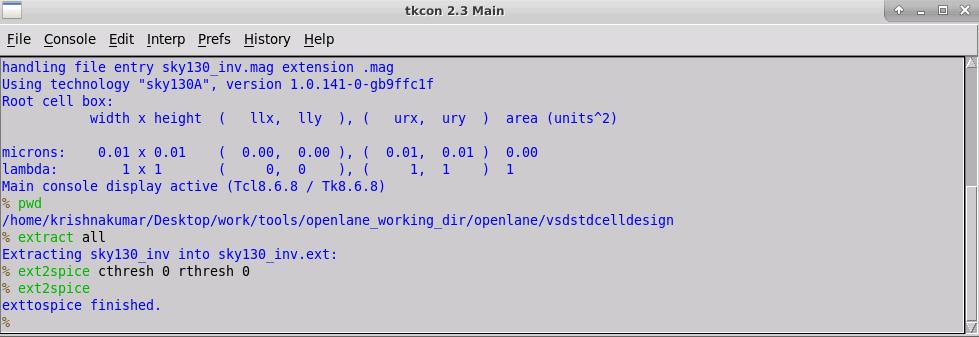 tkcon 2.3 Main
File Console Edit Interp Prefs History Help
handling file entry sky130_inv.mag extension .mag
Using technology "sky130A", version 1.0.141-0-gb9ffc1f
Root cell box:
width x height ( llx, lly ), ( urx, ury ) area (units^2)
microns: 0.01 x 0.01 ( 0.00, 0.00 ), ( 0.01, 0.01 ) 0.00
lambda: 1 x 1 ( 0, 0 ), ( 1, 1 ) 1
Main console display active (Tcl8.6.8 / Tk8.6.8)
% pwd
/home/krishnakumar/Desktop/work/tools/openlane_working_dir/openlane/vsdstdcelldesign
% extract all
Extracting sky130_inv into sky130_inv.ext:
% ext2spice cthresh 0 rthresh 0
% ext2spice
exttospice finished.
%